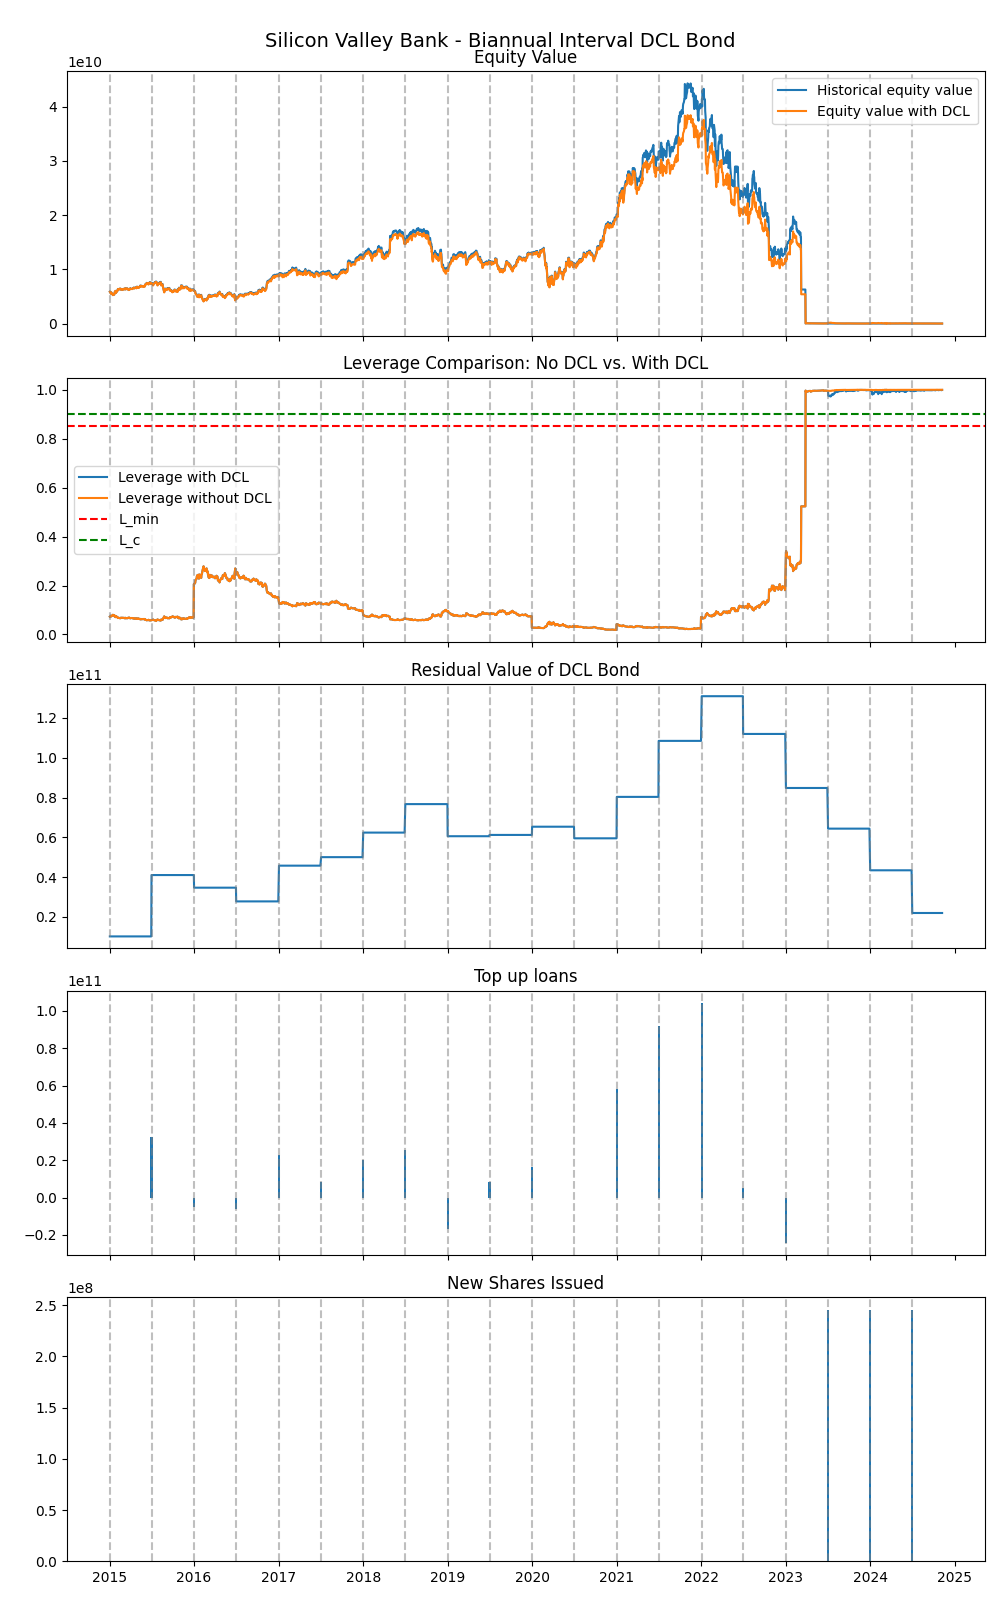 Silicon Valley Bank - Biannual Interval DCL Bond
Equity Value
1e10
4
3
2
1
0
Historical equity value
Equity value with DCL
Leverage Comparison: No DCL vs. With DCL
1.0
0.8
0.6
0.4
0.2
0.0
Leverage with DCL
Leverage without DCL
L_min
L_c
Residual Value of DCL Bond
1e11
1.2
1.0
0.8
0.6
0.4
0.2
Top up loans
1e11
1.0
0.8
0.6
0.4
0.2
0.0
−0.2
New Shares Issued
1e8
2.5
2.0
1.5
1.0
0.5
0.0
2015 2016 2017 2018 2019 2020 2021 2022 2023 2024 2025